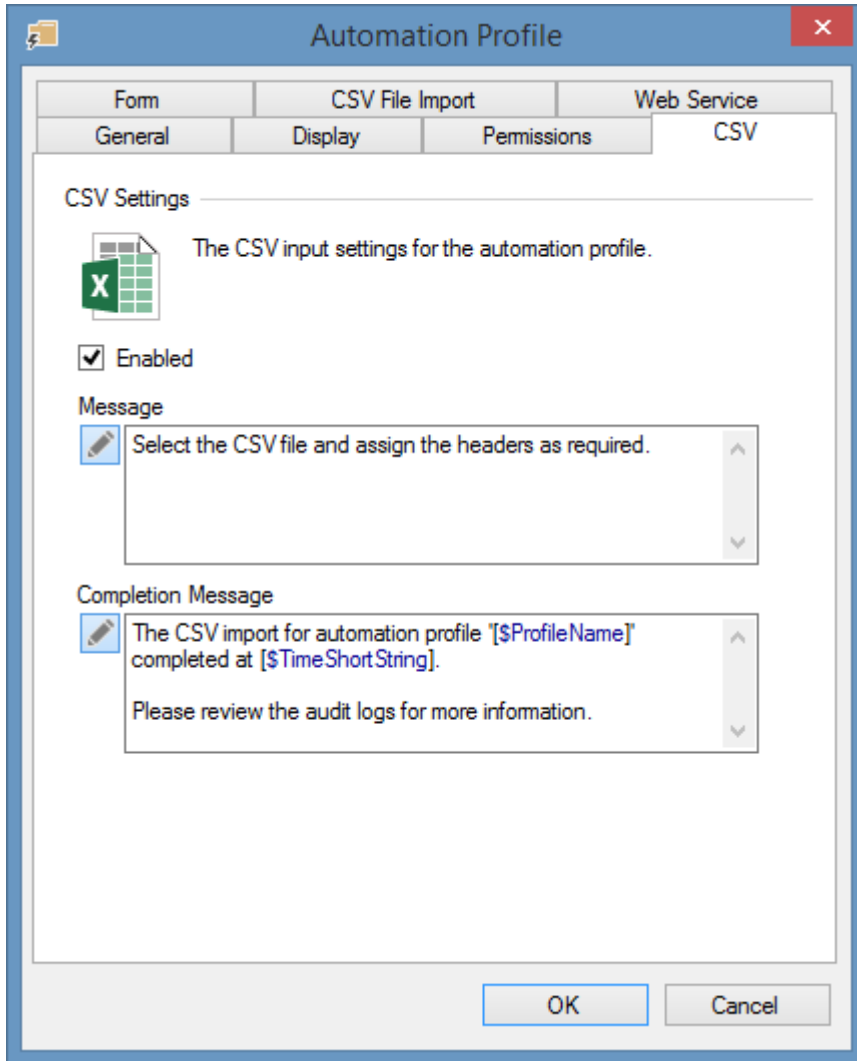 Automation Profile
Form CSV File Import Web Service
General Display Permissions CSV
CSV Settings
The CSV input settings for the automation profile.
Enabled
Message
Select the CSV file and assign the headers as required.
Completion Message
The CSV import for automation profile "[$ProfileName]"
completed at [$TimeShortString].
Please review the audit logs for more information.
OK Cancel